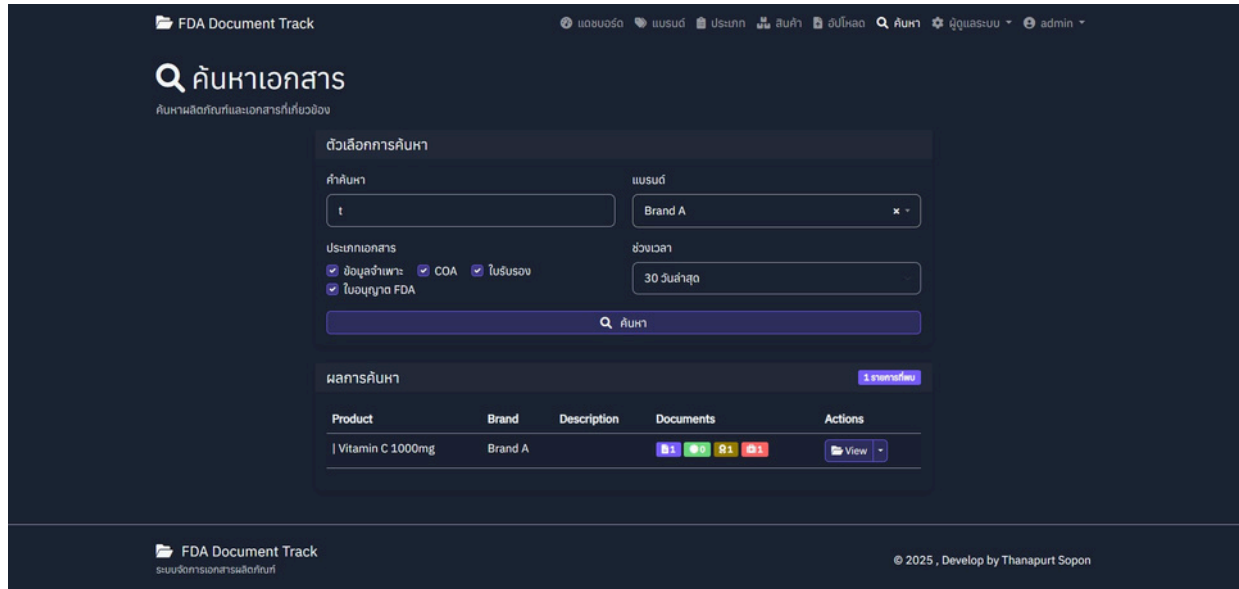 FDA Document Track แดชบอร์ด แบรนด์ ประเภท สินค้า อัปโหลด ค้นหา ผู้ดูแลระบบ admin
ค้นหาเอกสาร
ค้นหาผลิตภัณฑ์และเอกสารที่เกี่ยวข้อง
ตัวเลือกการค้นหา
คำค้นหา แบรนด์
t Brand A ×
ประเภทเอกสาร ช่วงเวลา
ข้อมูลจำเพาะ COA ใบรับรอง 30 วันล่าสุด
ใบอนุญาต FDA
ค้นหา
ผลการค้นหา 1 รายการที่พบ
Product Brand Description Documents Actions
| Vitamin C 1000mg Brand A 1 0 1 1 View
FDA Document Track
ระบบจัดการเอกสารผลิตภัณฑ์ © 2025 , Develop by Thanapurt Sopon